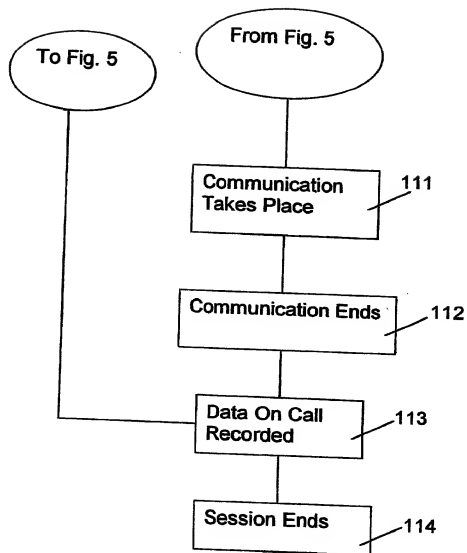 To Fig. 5
From Fig. 5
Communication
Takes Place
111
Communication Ends
112
Data On Call
Recorded
113
Session Ends
114